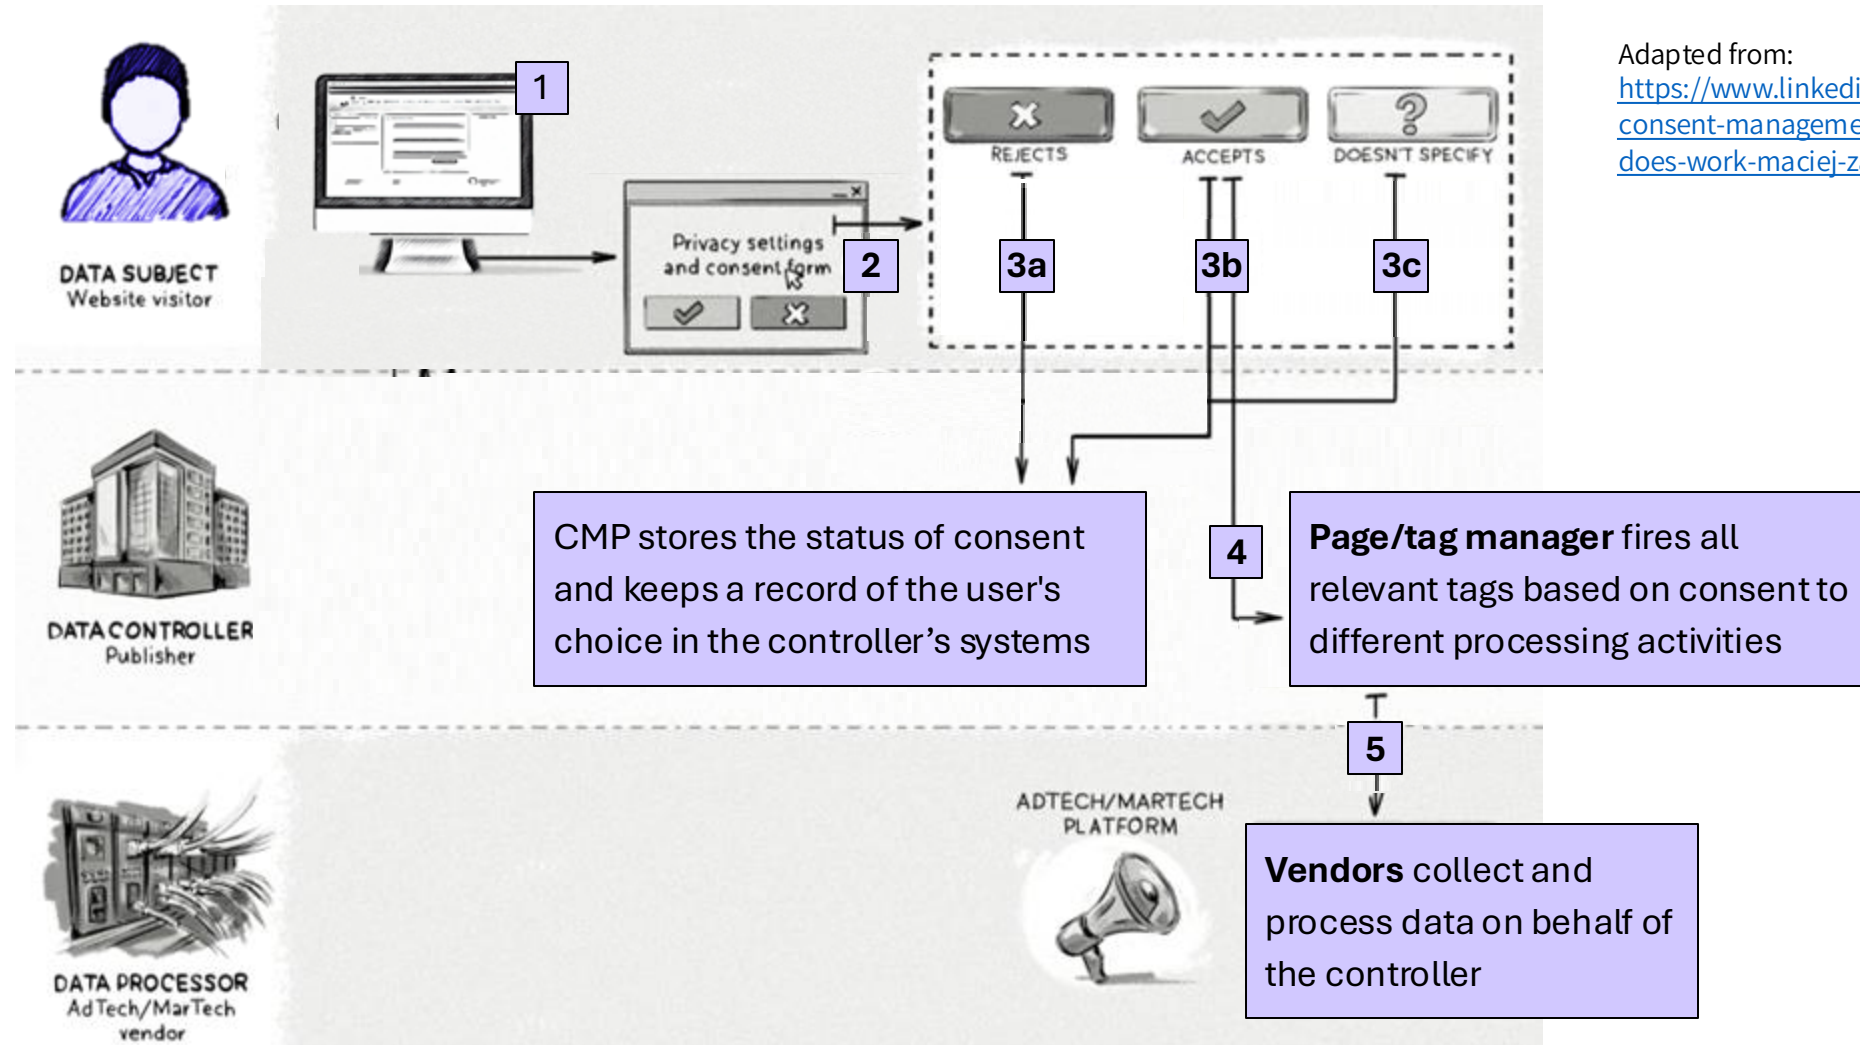 1
Adapted from:
https://www.linkedi
consent-manageme
does-work-maciej-z
REJECTS
ACCEPTS
DOESN'T SPECIFY
Privacy settings
and consent form
2
3a
3b
3c
DATA SUBJECT
Website visitor
CMP stores the status of consent
and keeps a record of the user's
choice in the controller’s systems
4
Page/tag manager fires all
relevant tags based on consent to
different processing activities
DATA CONTROLLER
Publisher
5
ADTECH/MARTECH
PLATFORM
Vendors collect and
process data on behalf of
the controller
DATA PROCESSOR
AdTech/MarTech
vendor